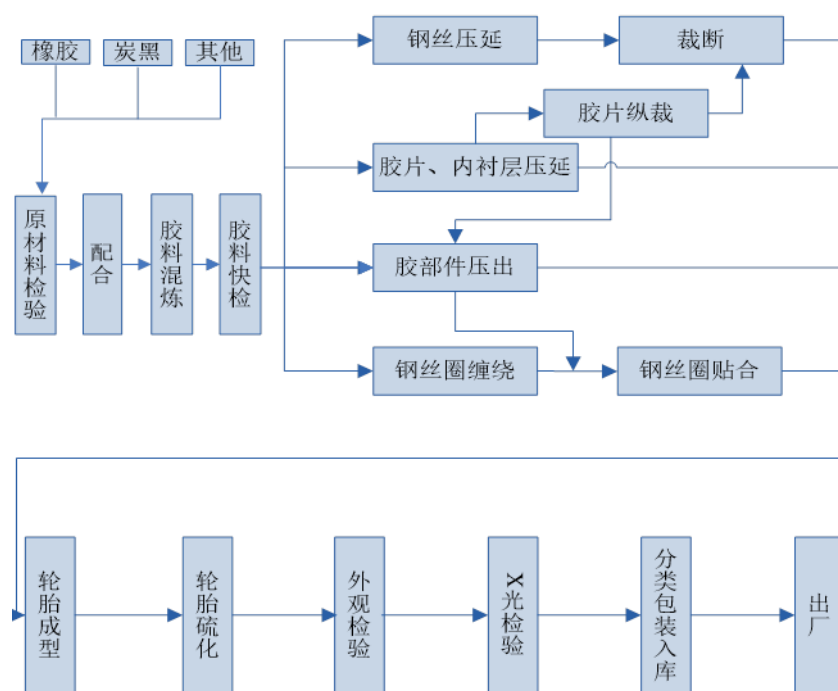 橡胶
炭黑
其他
原材料检验
配合
胶料混炼
胶料快检
钢丝压延
裁断
胶片纵裁
胶片、内衬层压延
胶部件压出
钢丝圈缠绕
钢丝圈贴合
轮胎成型
轮胎硫化
外观检验
X光检验
分类包装入库
出厂